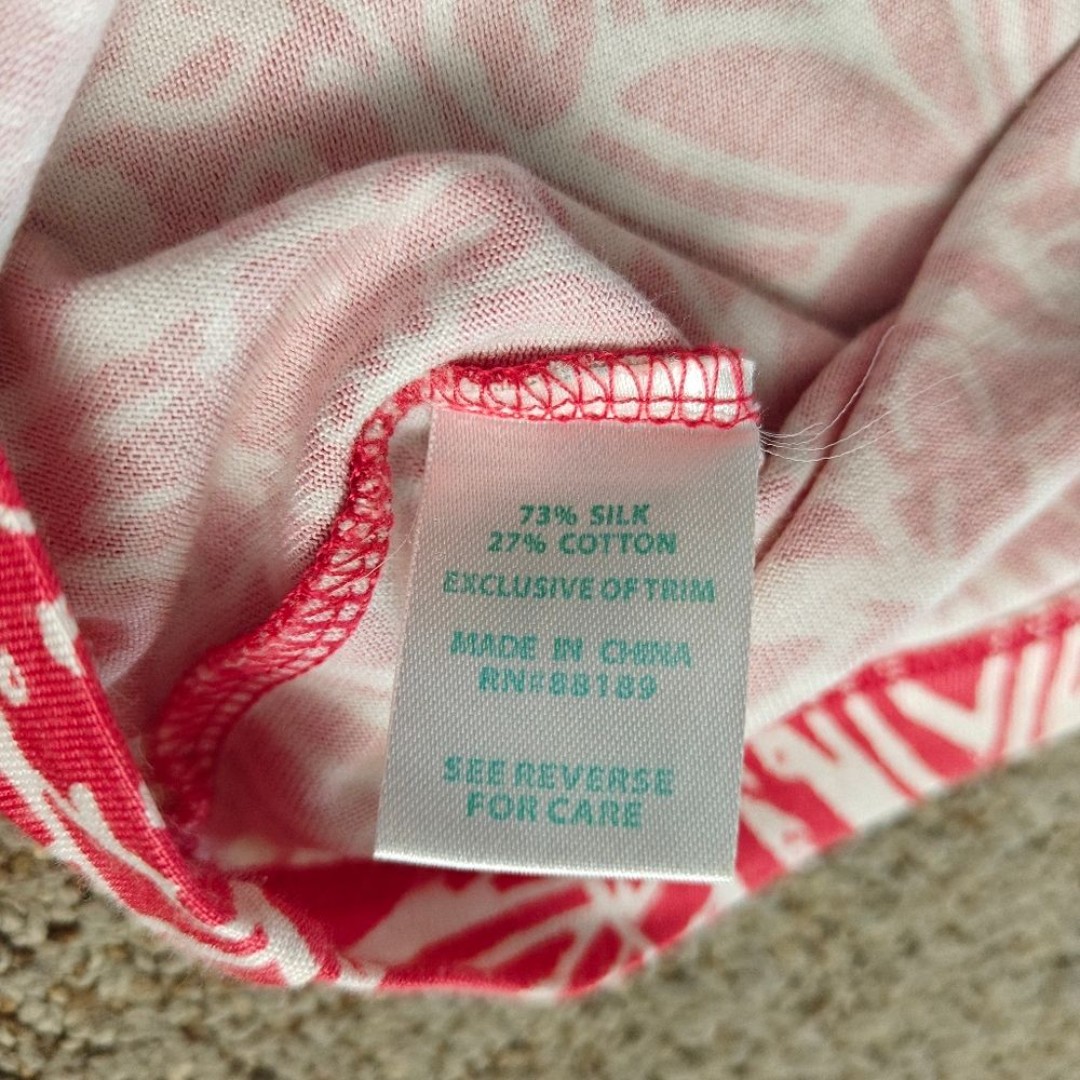 73% SILK
27% COTTON
EXCLUSIVE OF TRIM
MADE IN CHINA
RN#88189
SEE REVERSE
FOR CARE